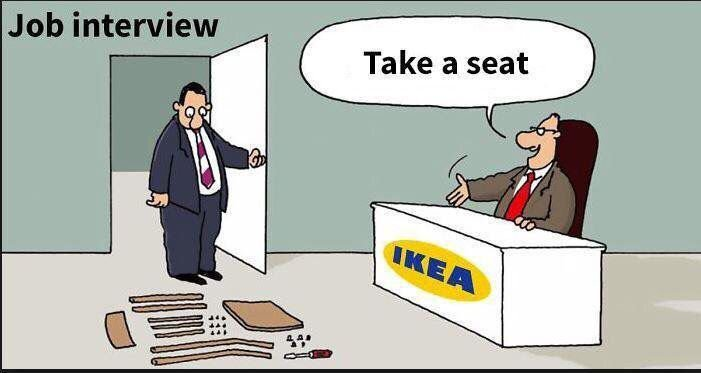 Job interview
Take a seat
IKEA